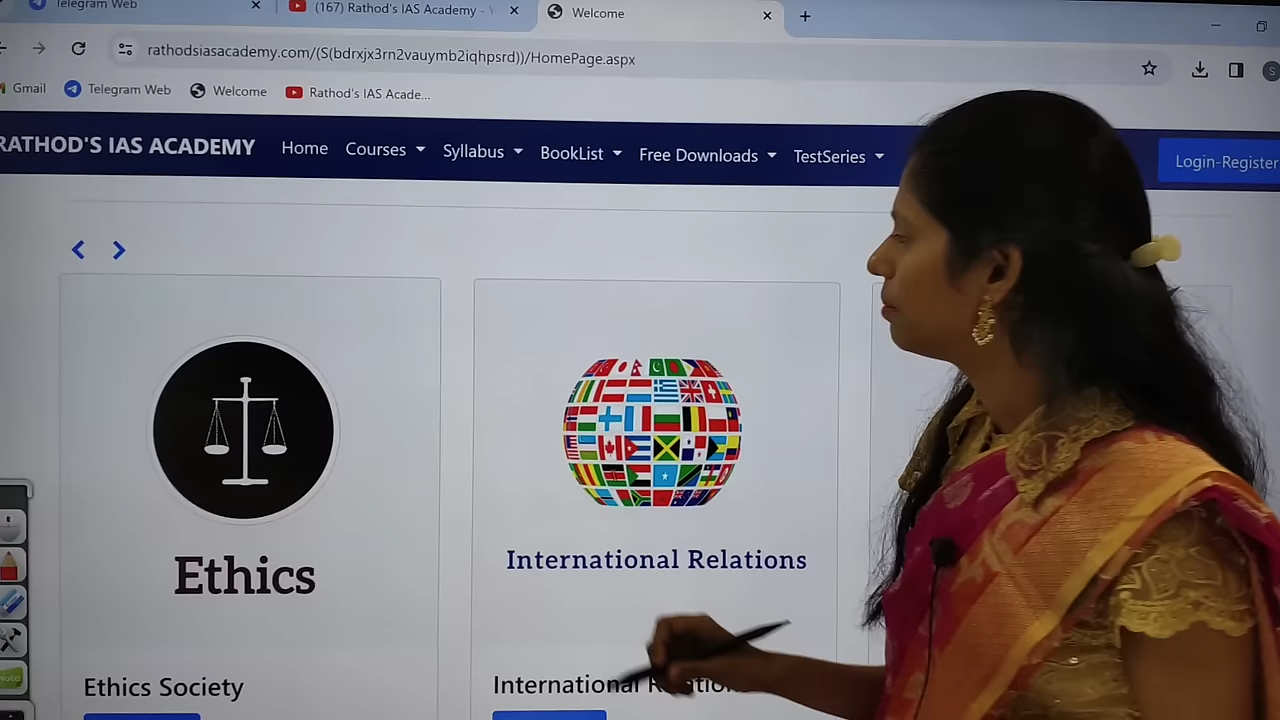 Telegram Web
(167) Rathod's IAS Academy -
Welcome
rathodsiasacademy.com/(S(bdrxjx3rn2vauymb2iqhpsrd))/HomePage.aspx
Gmail
Telegram Web
Welcome
Rathod's IAS Acade...
RATHOD'S IAS ACADEMY
Home
Courses
Syllabus
BookList
Free Downloads
TestSeries
Login-Register
Ethics
International Relations
Ethics Society
International
Note